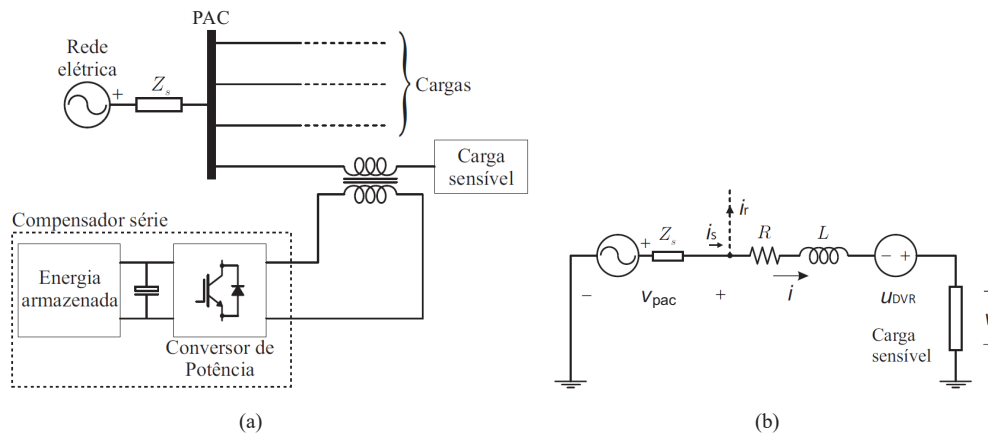 PAC
Rede
elétrica
+
Z_s
Cargas
Carga
sensível
Compensador série
Energia
armazenada
Conversor de
Potência
(a)
i_r
i_s
+
Z_s
R
L
- +
-
v_pac
+
i
u_DVR
Carga
sensível
(b)